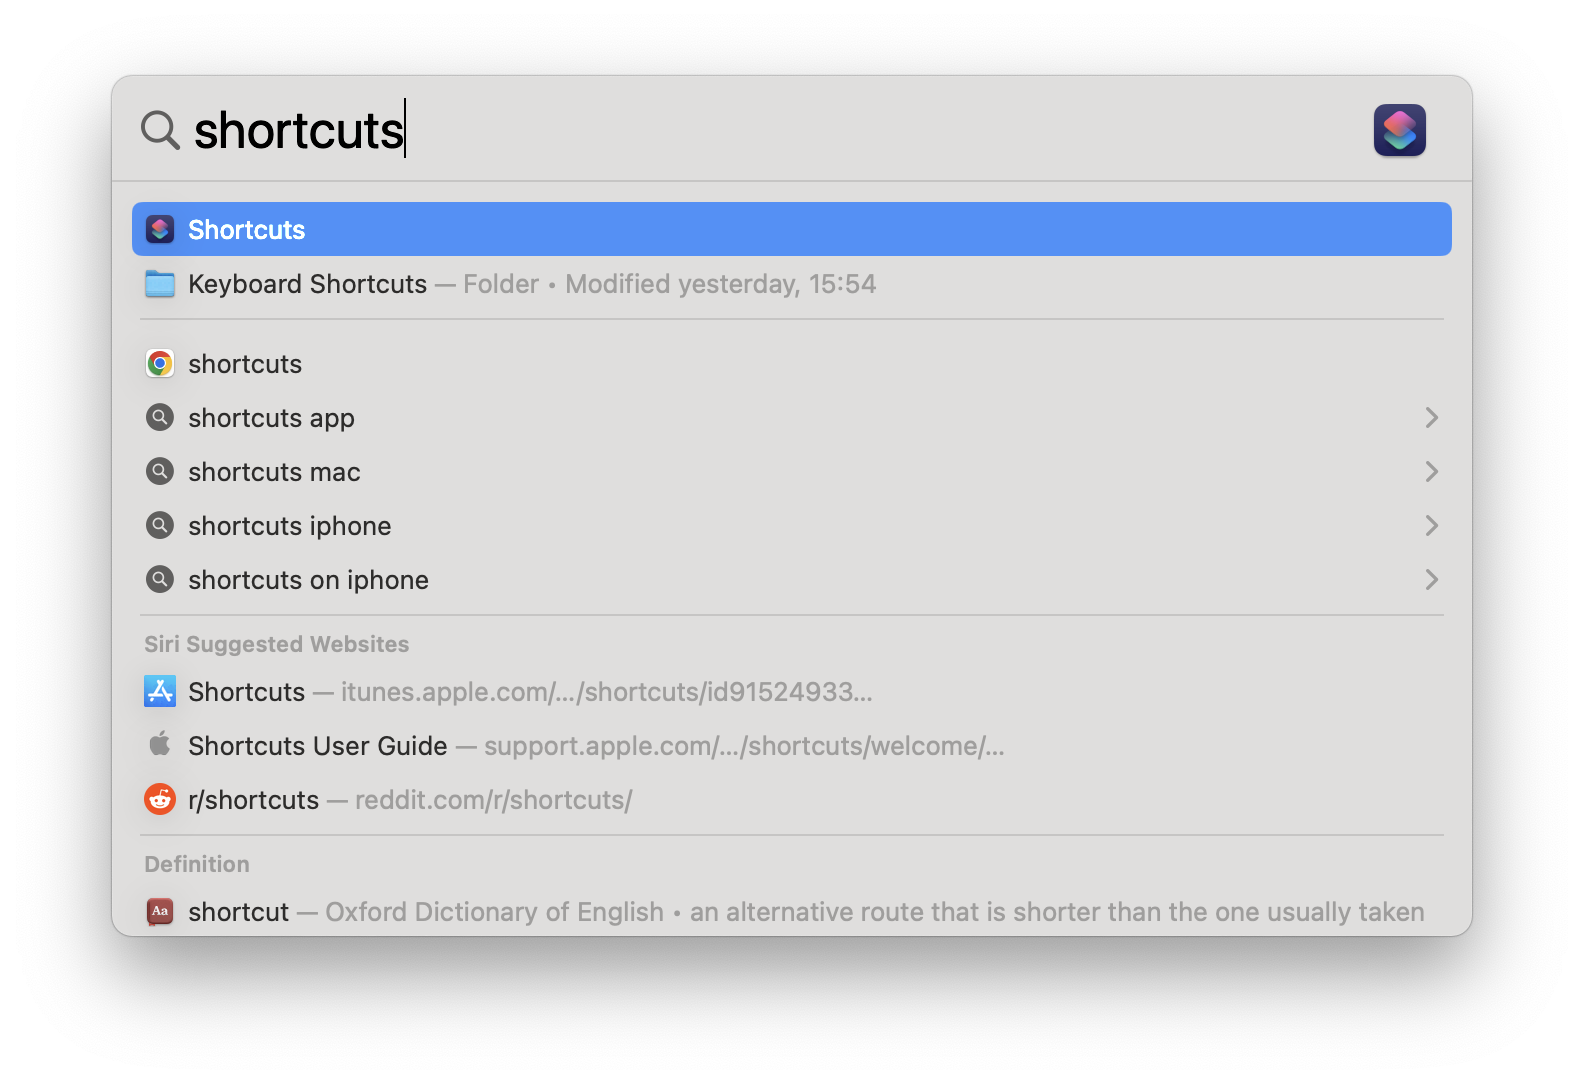 shortcuts
Shortcuts
Keyboard Shortcuts — Folder • Modified yesterday, 15:54
shortcuts
shortcuts app
shortcuts mac
shortcuts iphone
shortcuts on iphone
Siri Suggested Websites
Shortcuts — itunes.apple.com/.../shortcuts/id91524933...
Shortcuts User Guide — support.apple.com/.../shortcuts/welcome/...
r/shortcuts — reddit.com/r/shortcuts/
Definition
Aa shortcut — Oxford Dictionary of English • an alternative route that is shorter than the one usually taken